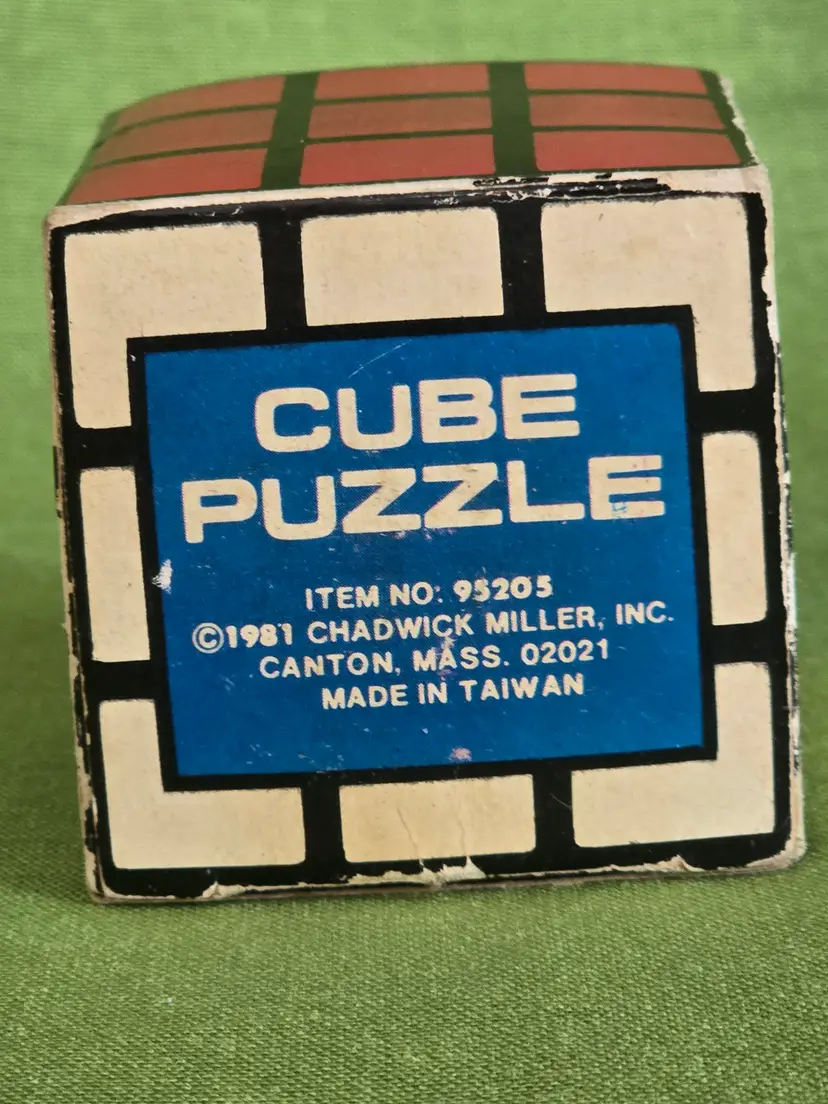 CUBE
PUZZLE
ITEM NO. 95205
©1981 CHADWICK MILLER, INC.
CANTON, MASS. 02021
MADE IN TAIWAN